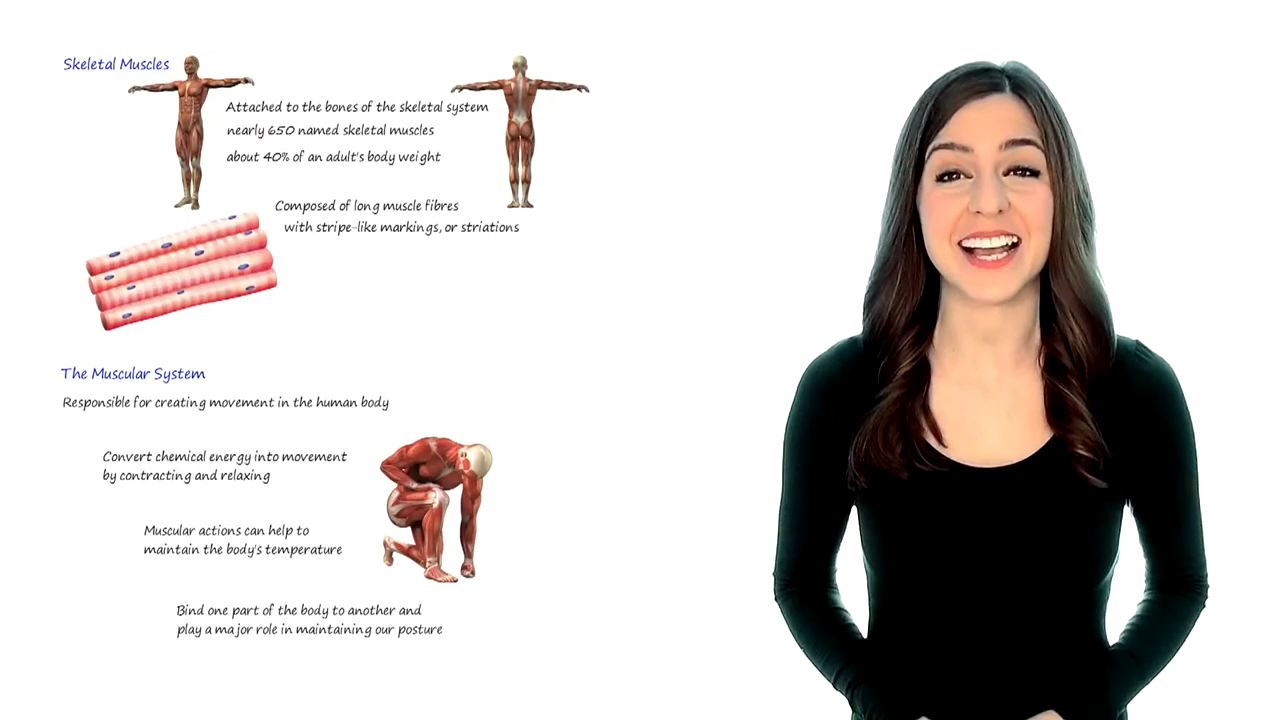 Skeletal Muscles
Attached to the bones of the skeletal system
nearly 650 named skeletal muscles
about 40% of an adult's body weight
Composed of long muscle fibres
with stripe-like markings, or striations
The Muscular System
Responsible for creating movement in the human body
Convert chemical energy into movement
by contracting and relaxing
Muscular actions can help to
maintain the body's temperature
Bind one part of the body to another and
play a major role in maintaining our posture